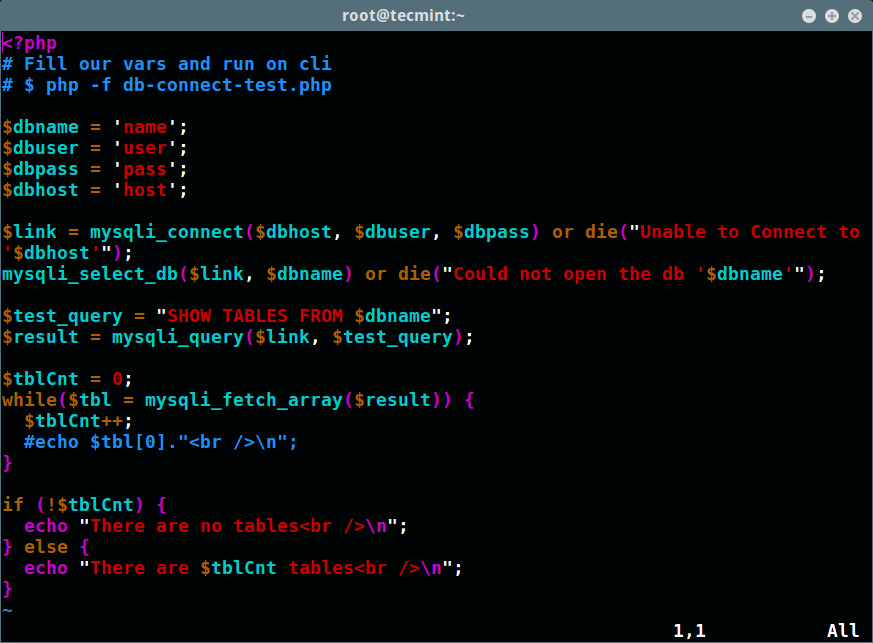 root@tecmint:~
<?php
# Fill our vars and run on cli
# $ php -f db-connect-test.php
$dbname = 'name';
$dbuser = 'user';
$dbpass = 'pass';
$dbhost = 'host';
$link = mysqli_connect($dbhost, $dbuser, $dbpass) or die("Unable to Connect to
'$dbhost'");
mysqli_select_db($link, $dbname) or die("Could not open the db '$dbname'");
$test_query = "SHOW TABLES FROM $dbname";
$result = mysqli_query($link, $test_query);
$tblCnt = 0;
while($tbl = mysqli_fetch_array($result)) {
  $tblCnt++;
  #echo $tbl[0]."<br />\n";
}
if (!$tblCnt) {
  echo "There are no tables<br />\n";
} else {
  echo "There are $tblCnt tables<br />\n";
}
~
1,1 All